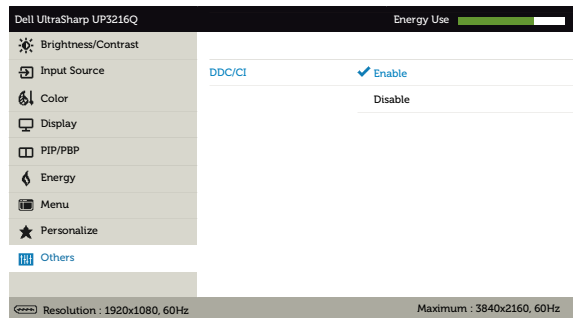 Dell UltraSharp UP3216Q Energy Use
Brightness/Contrast
Input Source DDC/CI Enable
Color Disable
Display
PIP/PBP
Energy
Menu
Personalize
Others
Resolution : 1920x1080, 60Hz Maximum : 3840x2160, 60Hz